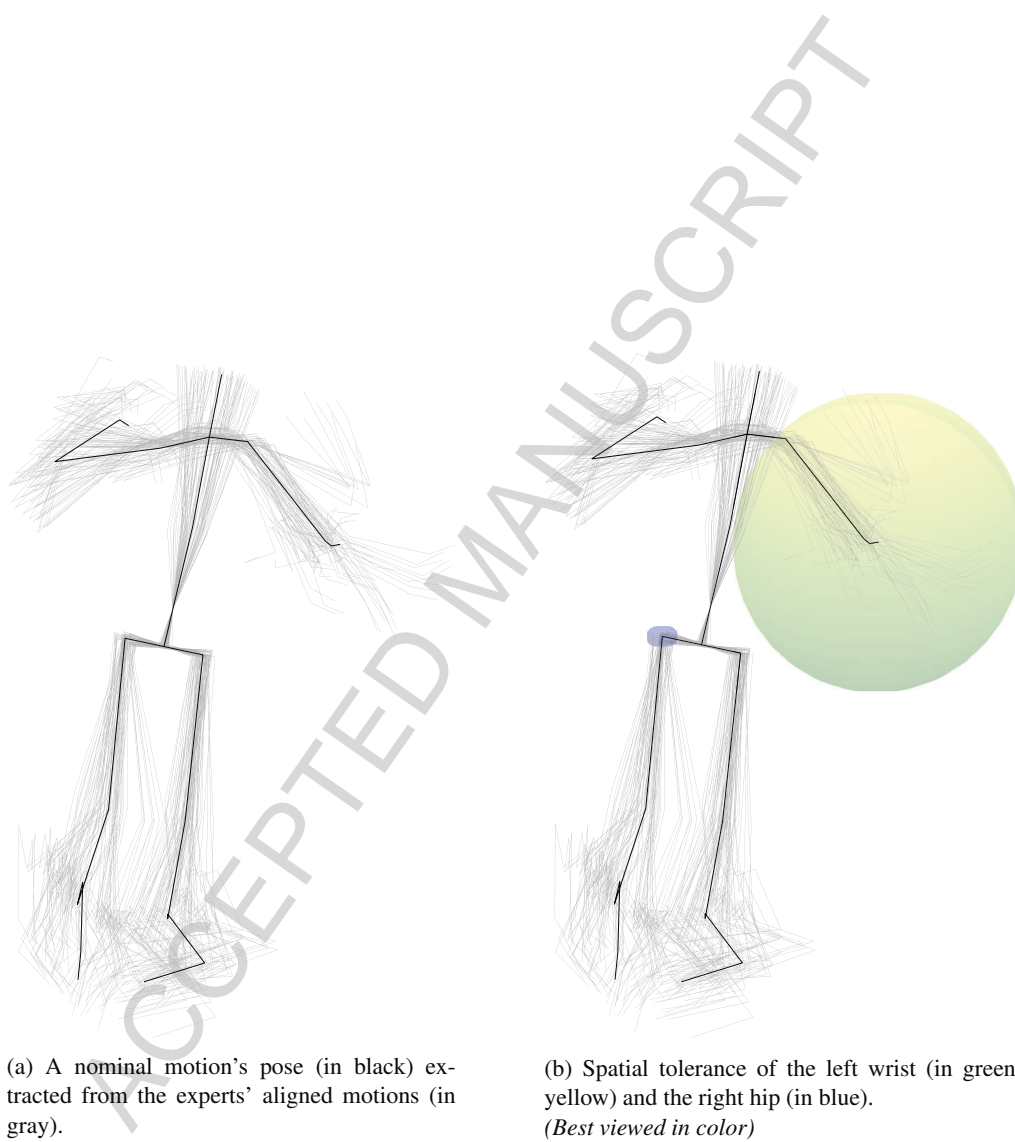 ACCEPTED MANUSCRIPT
(a) A nominal motion's pose (in black) ex-
tracted from the experts' aligned motions (in
gray).
(b) Spatial tolerance of the left wrist (in green
yellow) and the right hip (in blue).
(Best viewed in color)